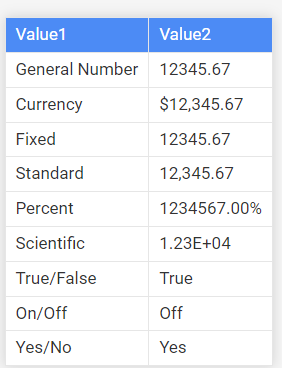 Value1 Value2
General Number 12345.67
Currency $12,345.67
Fixed 12345.67
Standard 12,345.67
Percent 1234567.00%
Scientific 1.23E+04
True/False True
On/Off Off
Yes/No Yes